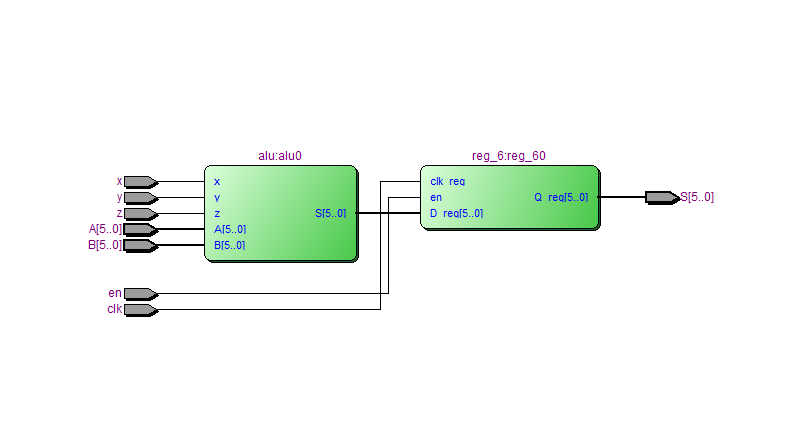 alu:alu0
reg_6:reg_60
x
y
z
A[5..0]
B[5..0]
x
y
z
A[5..0]
B[5..0]
S[5..0]
clk_reg
en
D_reg[5..0]
Q_reg[5..0]
S[5..0]
en
clk